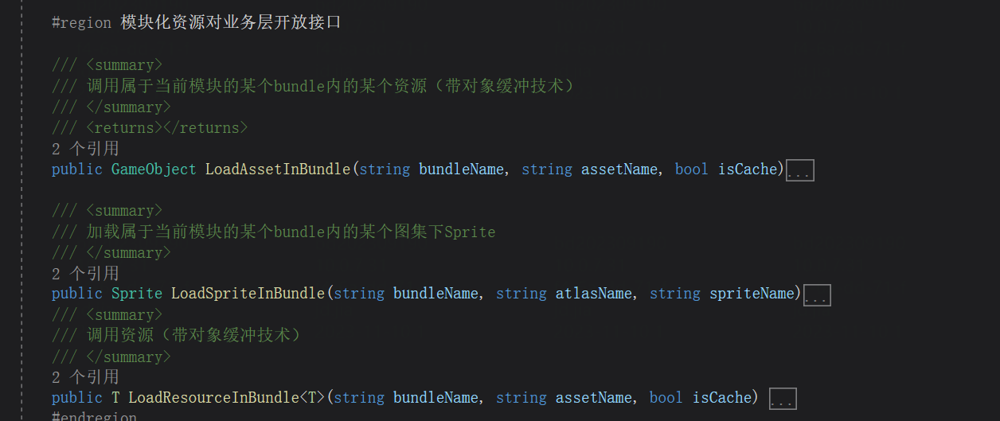 #region 模块化资源对业务层开放接口
/// <summary>
/// 调用属于当前模块的某个bundle内的某个资源（带对象缓冲技术）
/// </summary>
/// <returns></returns>
2 个引用
public GameObject LoadAssetInBundle(string bundleName, string assetName, bool isCache)...
/// <summary>
/// 加载属于当前模块的某个bundle内的某个图集下Sprite
/// </summary>
2 个引用
public Sprite LoadSpriteInBundle(string bundleName, string atlasName, string spriteName)...
/// <summary>
/// 调用资源（带对象缓冲技术）
/// </summary>
2 个引用
public T LoadResourceInBundle<T>(string bundleName, string assetName, bool isCache) ...
#endregion